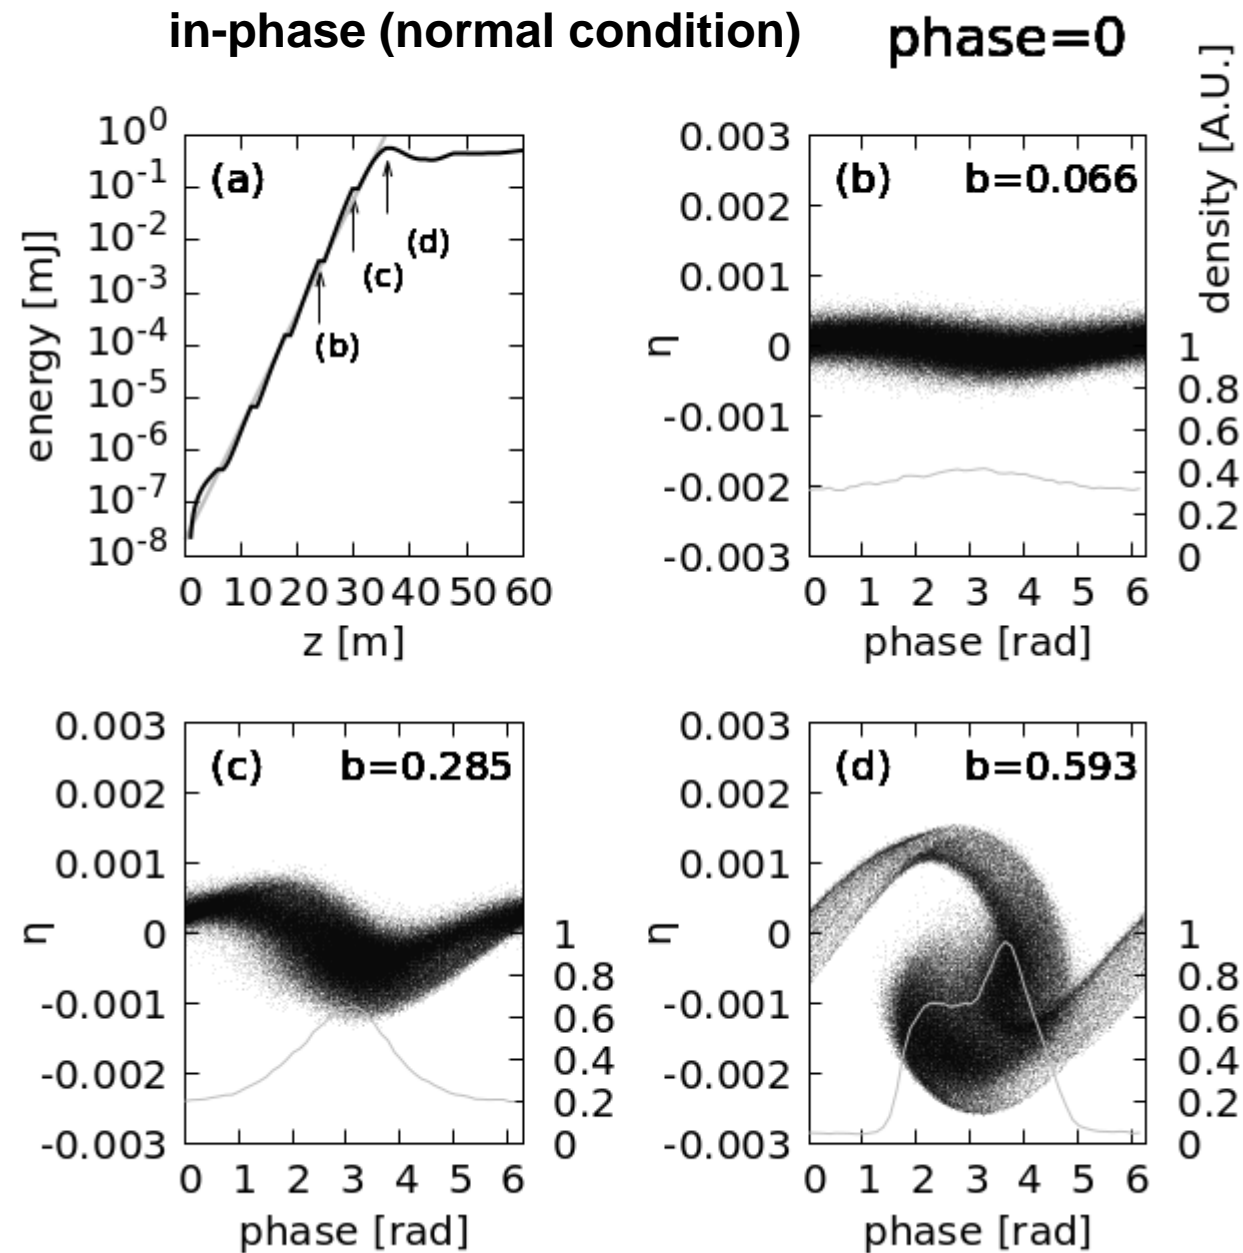 in-phase (normal condition) phase=0
(a)
10^0
10^-1
10^-2
10^-3
10^-4
10^-5
10^-6
10^-7
10^-8
energy [mJ]
(b)
(c)
(d)
0 10 20 30 40 50 60
z [m]
(b) b=0.066
0.003
0.002
0.001
0
-0.001
-0.002
-0.003
η
density [A.U.]
1
0.8
0.6
0.4
0.2
0
0 1 2 3 4 5 6
phase [rad]
(c) b=0.285
0.003
0.002
0.001
0
-0.001
-0.002
-0.003
η
1
0.8
0.6
0.4
0.2
0
0 1 2 3 4 5 6
phase [rad]
(d) b=0.593
0.003
0.002
0.001
0
-0.001
-0.002
-0.003
η
1
0.8
0.6
0.4
0.2
0
0 1 2 3 4 5 6
phase [rad]